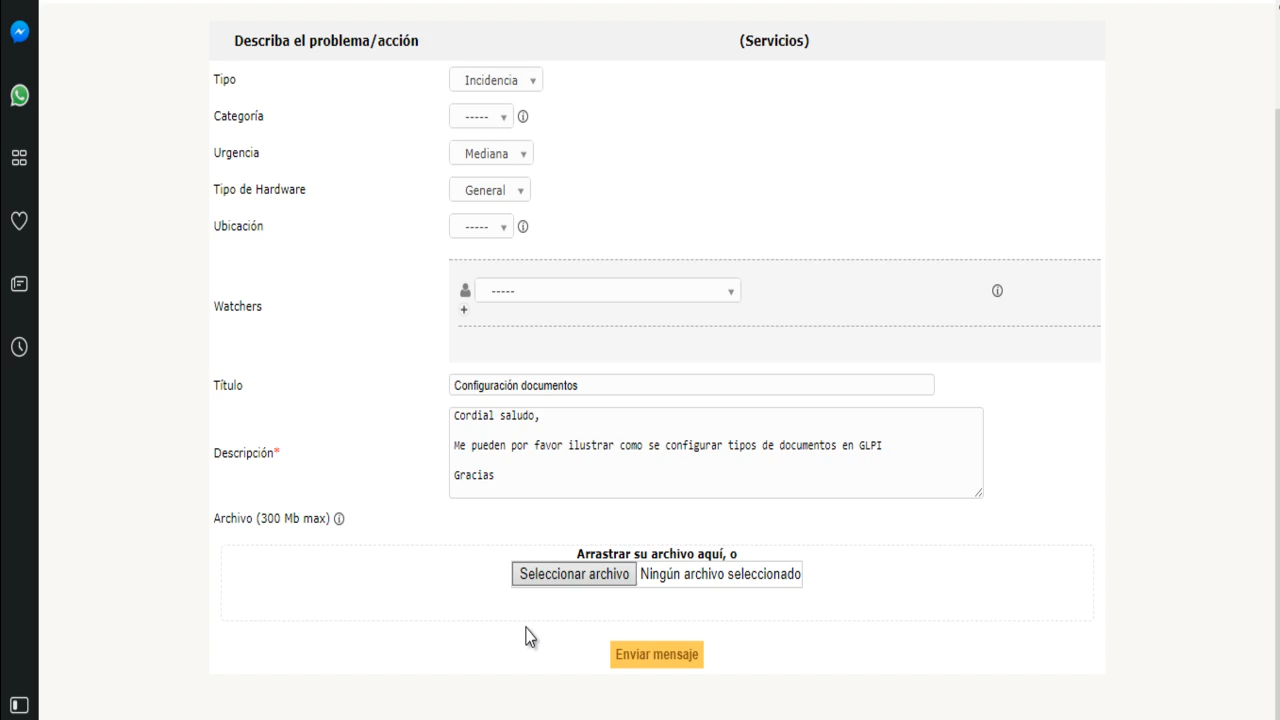 Describa el problema/acción (Servicios)
Tipo Incidencia
Categoría -----
Urgencia Mediana
Tipo de Hardware General
Ubicación -----
-----
Watchers
+
Título Configuración documentos
Cordial saludo,
Me pueden por favor ilustrar como se configurar tipos de documentos en GLPI
Descripción*
Gracias
Archivo (300 Mb max)
Arrastrar su archivo aquí, o
Seleccionar archivo Ningún archivo seleccionado
Enviar mensaje